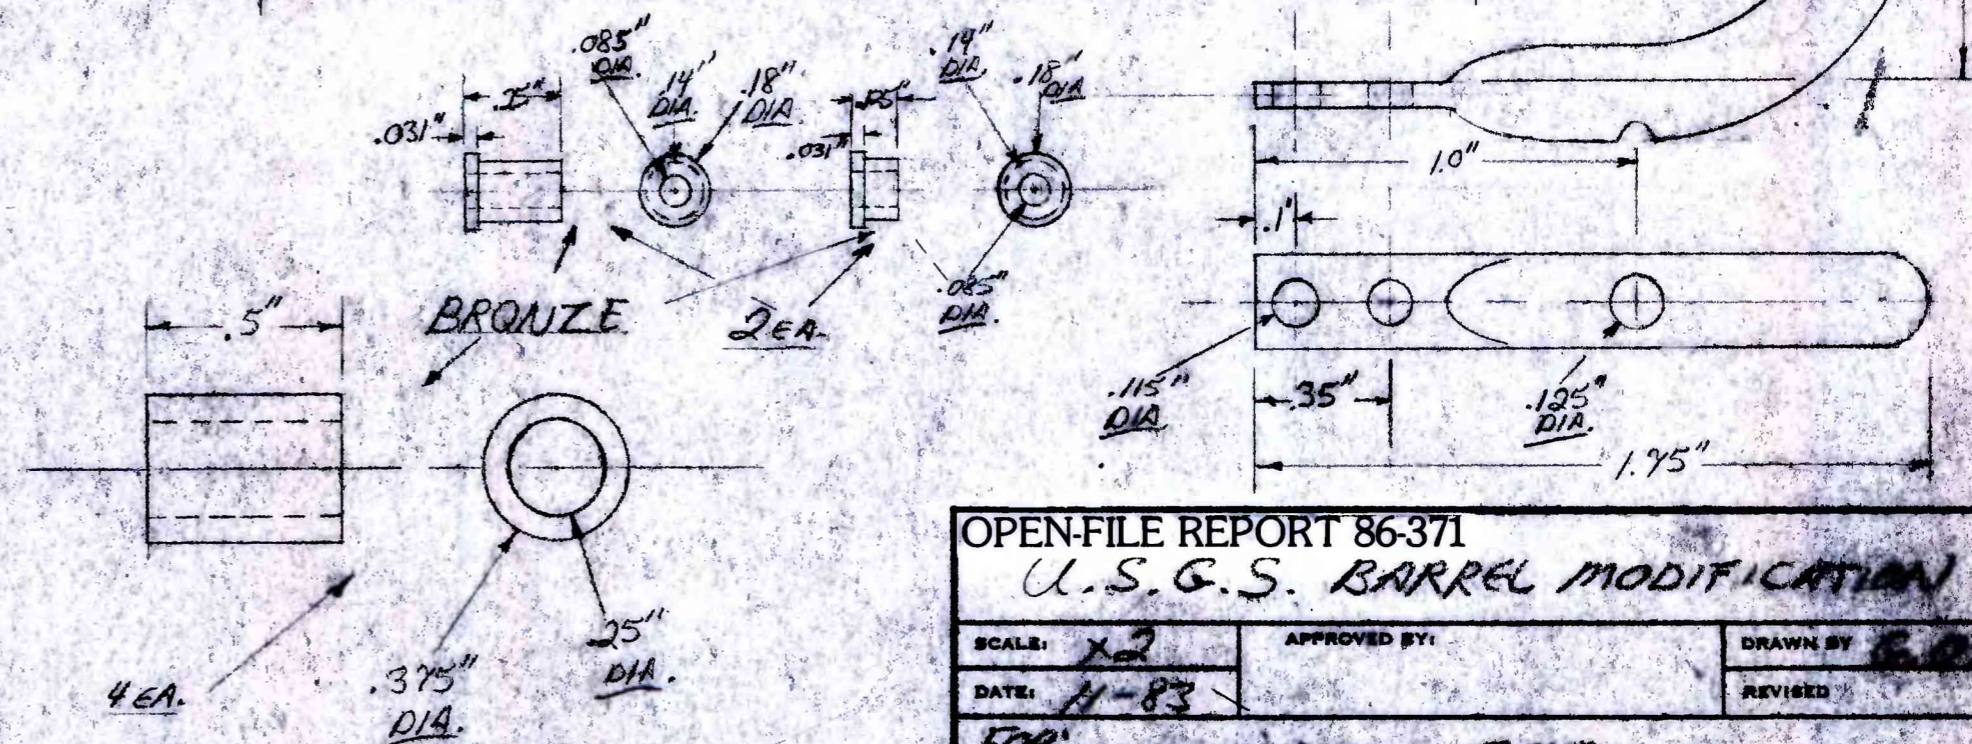 .085"
DIA.
.14"
DIA.
.18"
DIA.
.031"
.14"
DIA.
.18"
DIA
.031"
.085"
DIA.
BRONZE
2 EA.
.5"
.375"
DIA.
.25"
DIA.
4 EA.
1.0"
.1"
.115"
DIA
.35"
.125"
DIA.
1.75"
OPEN-FILE REPORT 86-371
U.S.G.S. BARREL MODIFICATION
SCALE: X2
APPROVED BY:
DRAWN BY
DATE: 11-83
REVISED
FOR: